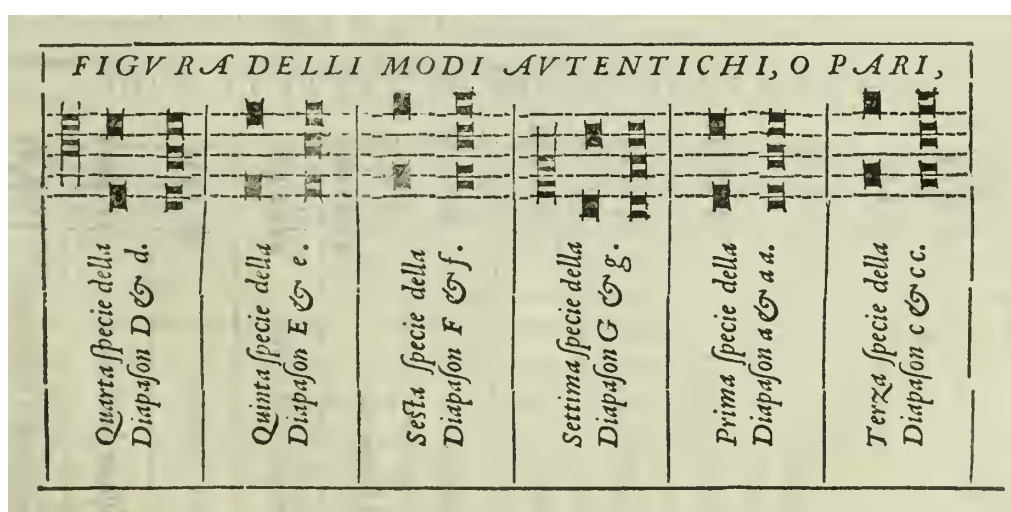 FIGVRA DELLI MODI AVTENTICHI, O PARI,
Quarta ſpecie della
Diapaſon D & d.
Quinta ſpecie della
Diapaſon E & e.
Seſta ſpecie della
Diapaſon F & f.
Settima ſpecie della
Diapaſon G & g.
Prima ſpecie della
Diapaſon a & aa.
Terza ſpecie della
Diapaſon c & cc.